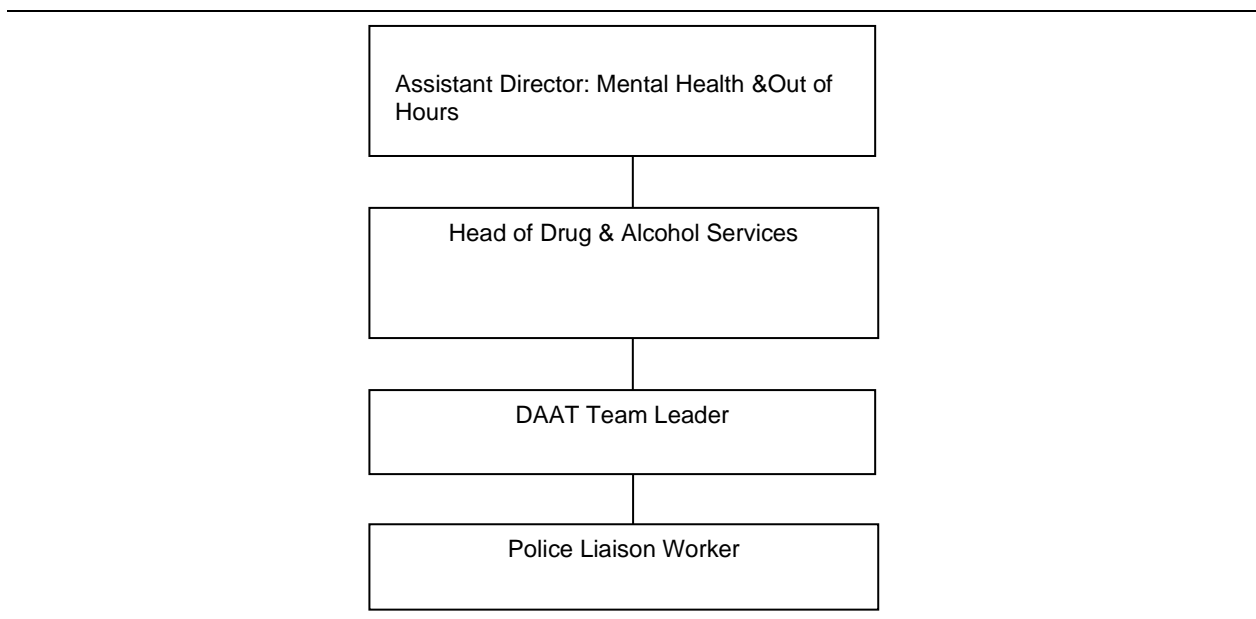 Assistant Director: Mental Health &Out of
Hours
Head of Drug & Alcohol Services
DAAT Team Leader
Police Liaison Worker